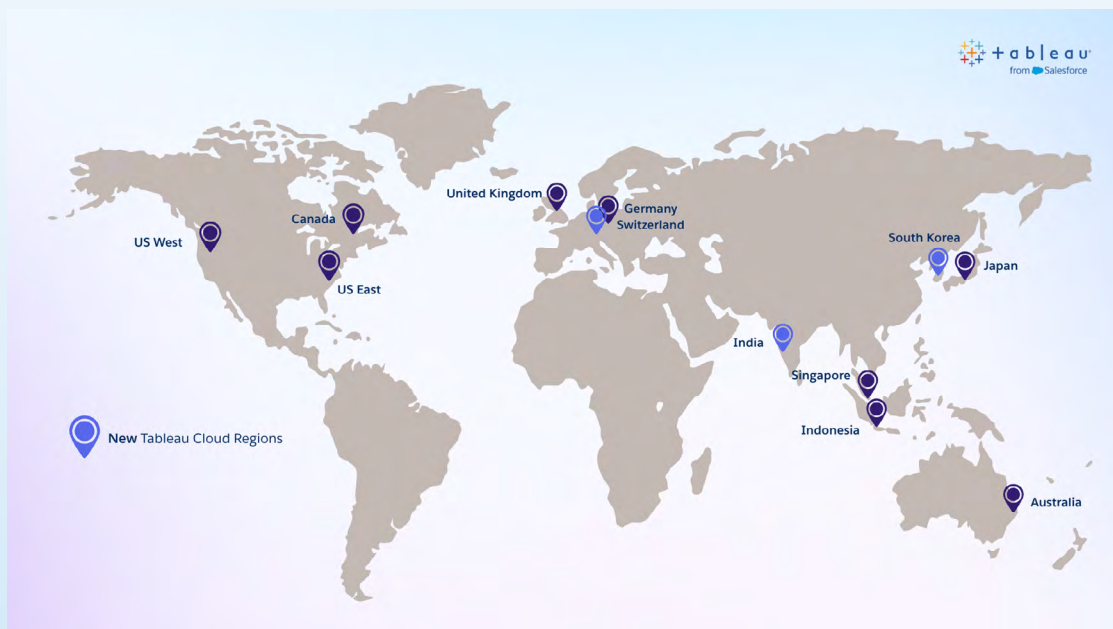 +ableau
from Salesforce
United Kingdom
Canada
Germany
Switzerland
US West
South Korea
Japan
US East
India
Singapore
Indonesia
New Tableau Cloud Regions
Australia